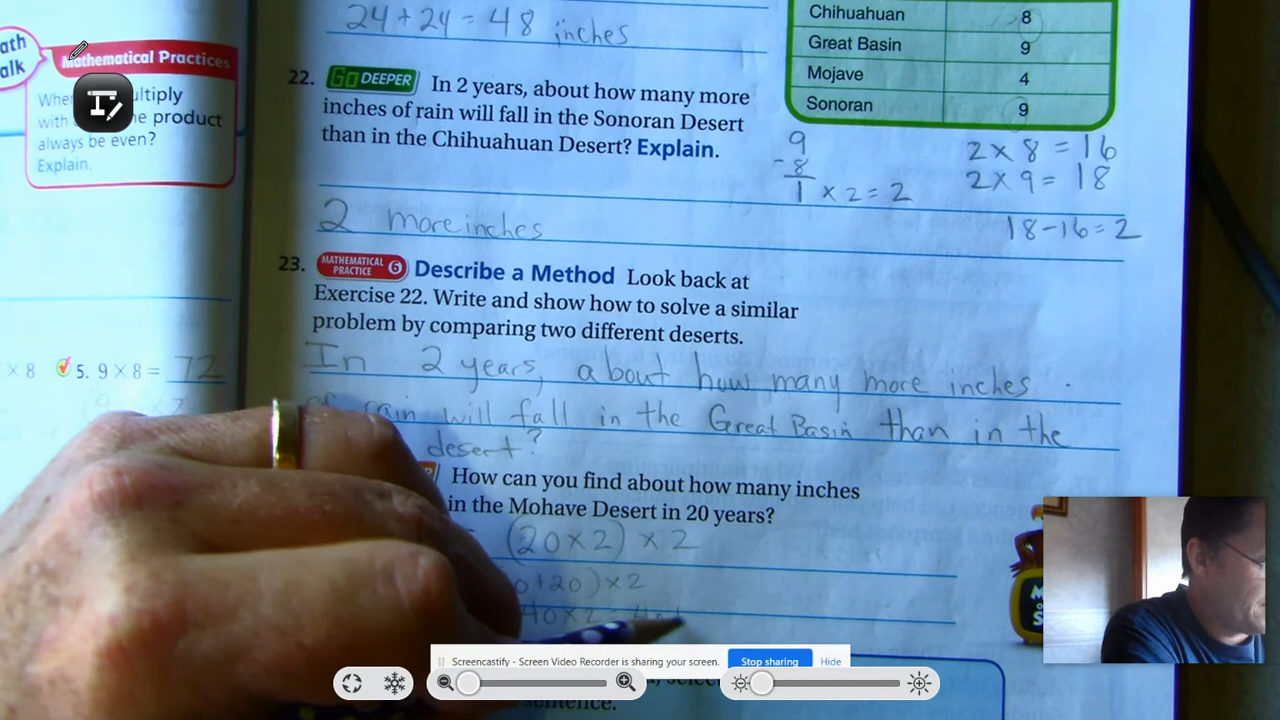 24 + 24 = 48 inches
Chihuahuan 8
Great Basin 9
Mojave 4
Sonoran 9
Mathematical Practices
ath
alk
ultiply
with
e product
always be even?
Explain.
22. Go DEEPER In 2 years, about how many more
inches of rain will fall in the Sonoran Desert
than in the Chihuahuan Desert? Explain.
9
- 8
1 × 2 = 2
2 × 8 = 16
2 × 9 = 18
18 - 16 = 2
2 more inches
23. MATHEMATICAL PRACTICE 6 Describe a Method Look back at
Exercise 22. Write and show how to solve a similar
problem by comparing two different deserts.
× 8 5. 9 × 8 = 72
In 2 years, about how many more inches
of rain will fall in the Great Basin than in the
desert?
How can you find about how many inches
in the Mohave Desert in 20 years?
(20 × 2) × 2
+ 20) × 2
40 × 2 =
Screencastify - Screen Video Recorder is sharing your screen. Stop sharing Hide
sentence.